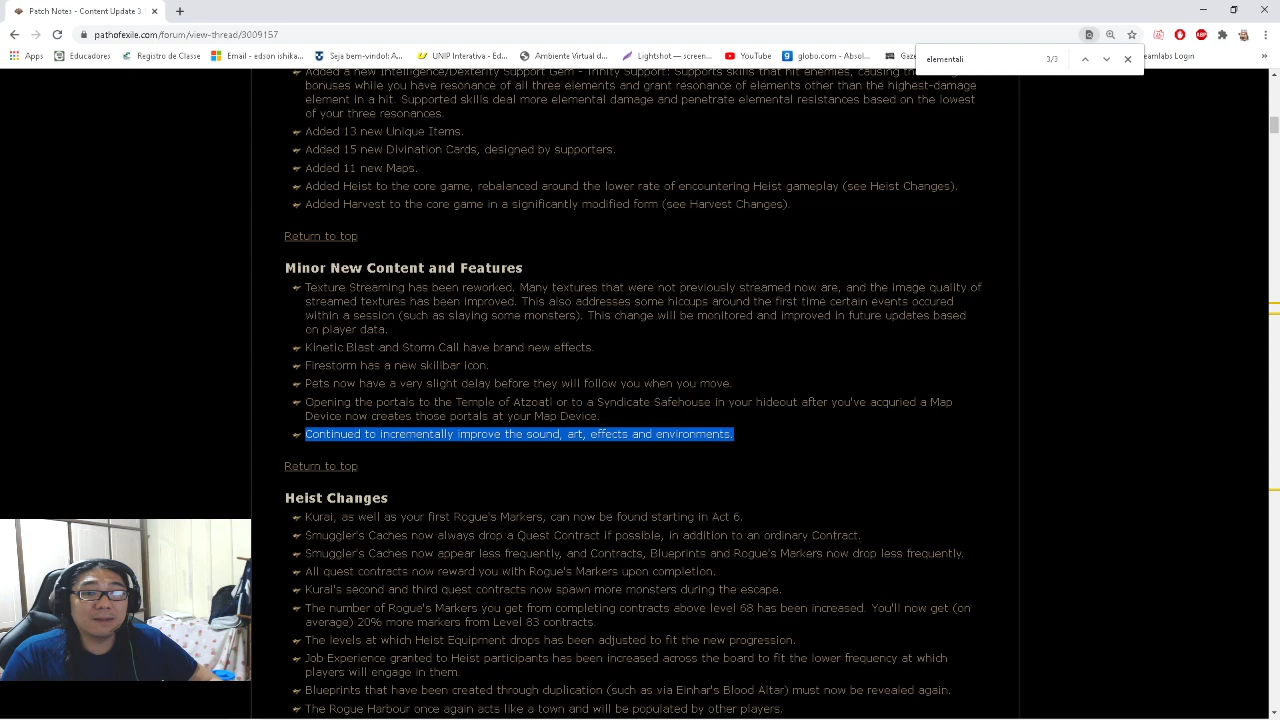 Patch Notes - Content Update 3.
pathofexile.com/forum/view-thread/3009157
Apps
Educadores
Registro de Classe
Email - edson ishika...
Seja bem-vindo!: A...
UNIP Interativa - Ed...
Ambiente Virtual d...
Lightshot — screen...
YouTube
globo.com - Absol...
Gaze
eamlabs Login
elementali
3/3
Added a new Intelligence/Dexterity Support Gem - Trinity Support: Supports skills that hit enemies, causing
bonuses while you have resonance of all three elements and grant resonance of elements other than the highest-damage
element in a hit. Supported skills deal more elemental damage and penetrate elemental resistances based on the lowest
of your three resonances.
Added 13 new Unique Items.
Added 15 new Divination Cards, designed by supporters.
Added 11 new Maps.
Added Heist to the core game, rebalanced around the lower rate of encountering Heist gameplay (see Heist Changes).
Added Harvest to the core game in a significantly modified form (see Harvest Changes).
Return to top
Minor New Content and Features
Texture Streaming has been reworked. Many textures that were not previously streamed now are, and the image quality of
streamed textures has been improved. This also addresses some hiccups around the first time certain events occured
within a session (such as slaying some monsters). This change will be monitored and improved in future updates based
on player data.
Kinetic Blast and Storm Call have brand new effects.
Firestorm has a new skillbar icon.
Pets now have a very slight delay before they will follow you when you move.
Opening the portals to the Temple of Atzoatl or to a Syndicate Safehouse in your hideout after you've acquried a Map
Device now creates those portals at your Map Device.
Continued to incrementally improve the sound, art, effects and environments.
Return to top
Heist Changes
Kurai, as well as your first Rogue's Markers, can now be found starting in Act 6.
Smuggler's Caches now always drop a Quest Contract if possible, in addition to an ordinary Contract.
Smuggler's Caches now appear less frequently, and Contracts, Blueprints and Rogue's Markers now drop less frequently.
All quest contracts now reward you with Rogue's Markers upon completion.
Kurai's second and third quest contracts now spawn more monsters during the escape.
The number of Rogue's Markers you get from completing contracts above level 68 has been increased. You'll now get (on
average) 20% more markers from Level 83 contracts.
The levels at which Heist Equipment drops has been adjusted to fit the new progression.
Job Experience granted to Heist participants has been increased across the board to fit the lower frequency at which
players will engage in them.
Blueprints that have been created through duplication (such as via Einhar's Blood Altar) must now be revealed again.
The Rogue Harbour once again acts like a town and will be populated by other players.